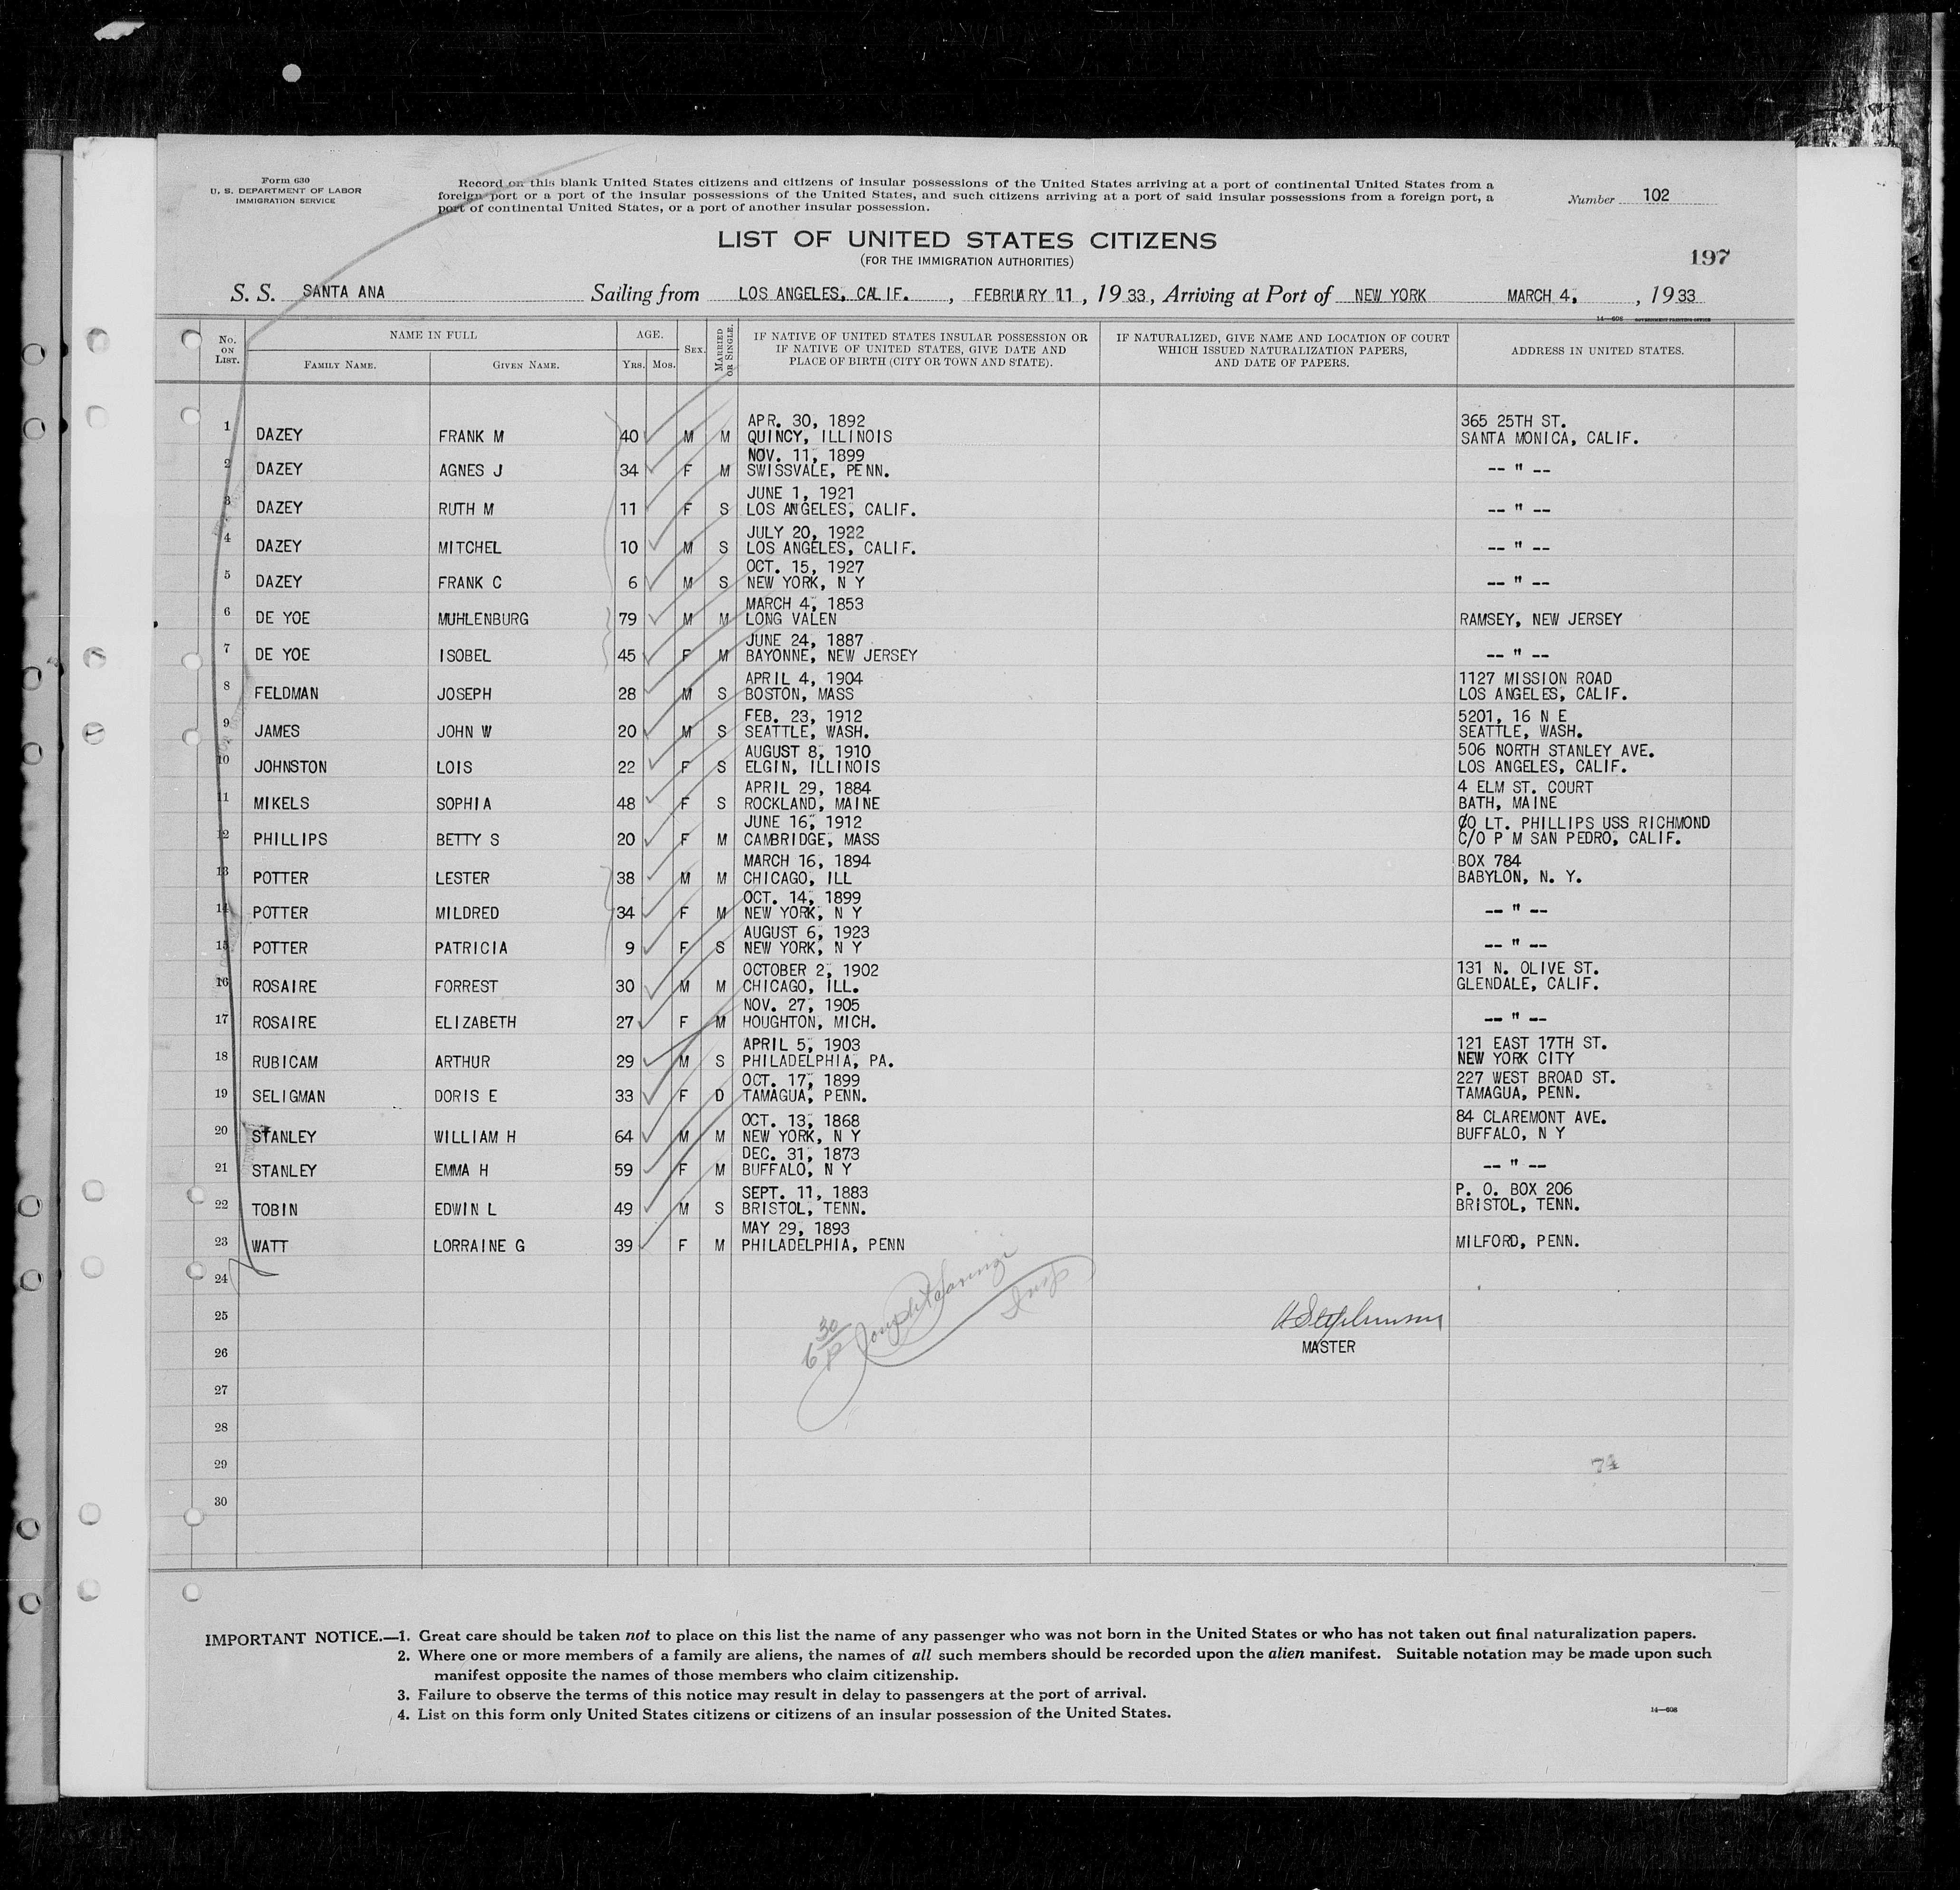 Form 630
U. S. DEPARTMENT OF LABOR
IMMIGRATION SERVICE
Record on this blank United States citizens and citizens of insular possessions of the United States arriving at a port of continental United States from a
foreign port or a port of the insular possessions of the United States, and such citizens arriving at a port of said insular possessions from a foreign port, a
port of continental United States, or a port of another insular possession.
Number 102
LIST OF UNITED STATES CITIZENS
(FOR THE IMMIGRATION AUTHORITIES)
197
S. S. SANTA ANA Sailing from LOS ANGELES, CALIF. , FEBRUARY 11 , 19 33, Arriving at Port of NEW YORK MARCH 4, , 19 33
14—608 GOVERNMENT PRINTING OFFICE
No. ON LIST. NAME IN FULL AGE. SEX. MARRIED OR SINGLE. IF NATIVE OF UNITED STATES INSULAR POSSESSION OR IF NATIVE OF UNITED STATES, GIVE DATE AND PLACE OF BIRTH (CITY OR TOWN AND STATE). IF NATURALIZED, GIVE NAME AND LOCATION OF COURT WHICH ISSUED NATURALIZATION PAPERS, AND DATE OF PAPERS. ADDRESS IN UNITED STATES.
FAMILY NAME. GIVEN NAME. YRS. MOS.
1 APR. 30, 1892 365 25TH ST.
DAZEY FRANK M 40 M M QUINCY, ILLINOIS SANTA MONICA, CALIF.
2 NOV. 11, 1899
DAZEY AGNES J 34 F M SWISSVALE, PENN. -- " --
3 JUNE 1, 1921
DAZEY RUTH M 11 F S LOS ANGELES, CALIF. -- " --
4 JULY 20, 1922
DAZEY MITCHEL 10 M S LOS ANGELES, CALIF. -- " --
5 OCT. 15, 1927
DAZEY FRANK C 6 M S NEW YORK, N Y -- " --
6 MARCH 4, 1853
DE YOE MUHLENBURG 79 M M LONG VALEN RAMSEY, NEW JERSEY
7 JUNE 24, 1887
DE YOE ISOBEL 45 F M BAYONNE, NEW JERSEY -- " --
8 APRIL 4, 1904 1127 MISSION ROAD
FELDMAN JOSEPH 28 M S BOSTON, MASS LOS ANGELES, CALIF.
9 FEB. 23, 1912 5201, 16 N E
JAMES JOHN W 20 M S SEATTLE, WASH. SEATTLE, WASH.
10 AUGUST 8, 1910 506 NORTH STANLEY AVE.
JOHNSTON LOIS 22 F S ELGIN, ILLINOIS LOS ANGELES, CALIF.
11 APRIL 29, 1884 4 ELM ST. COURT
MIKELS SOPHIA 48 F S ROCKLAND, MAINE BATH, MAINE
12 JUNE 16, 1912 C/O LT. PHILLIPS USS RICHMOND
PHILLIPS BETTY S 20 F M CAMBRIDGE, MASS C/O P M SAN PEDRO, CALIF.
13 MARCH 16, 1894 BOX 784
POTTER LESTER 38 M M CHICAGO, ILL BABYLON, N. Y.
14 OCT. 14, 1899
POTTER MILDRED 34 F M NEW YORK, N Y -- " --
15 AUGUST 6, 1923
POTTER PATRICIA 9 F S NEW YORK, N Y -- " --
16 OCTOBER 2, 1902 131 N. OLIVE ST.
ROSAIRE FORREST 30 M M CHICAGO, ILL. GLENDALE, CALIF.
17 NOV. 27, 1905
ROSAIRE ELIZABETH 27 F M HOUGHTON, MICH. -- " --
18 APRIL 5, 1903 121 EAST 17TH ST.
RUBICAM ARTHUR 29 M S PHILADELPHIA, PA. NEW YORK CITY
19 OCT. 17, 1899 227 WEST BROAD ST.
SELIGMAN DORIS E 33 F D TAMAGUA, PENN. TAMAGUA, PENN.
20 OCT. 13, 1868 84 CLAREMONT AVE.
STANLEY WILLIAM H 64 M M NEW YORK, N Y BUFFALO, N Y
21 DEC. 31, 1873
STANLEY EMMA H 59 F M BUFFALO, N Y -- " --
22 SEPT. 11, 1883 P. O. BOX 206
TOBIN EDWIN L 49 M S BRISTOL, TENN. BRISTOL, TENN.
23 MAY 29, 1893
WATT LORRAINE G 39 F M PHILADELPHIA, PENN MILFORD, PENN.
24
25
26 MASTER
27
28
29
30
IMPORTANT NOTICE.—1. Great care should be taken not to place on this list the name of any passenger who was not born in the United States or who has not taken out final naturalization papers.
2. Where one or more members of a family are aliens, the names of all such members should be recorded upon the alien manifest. Suitable notation may be made upon such
manifest opposite the names of those members who claim citizenship.
3. Failure to observe the terms of this notice may result in delay to passengers at the port of arrival.
4. List on this form only United States citizens or citizens of an insular possession of the United States.
14—608